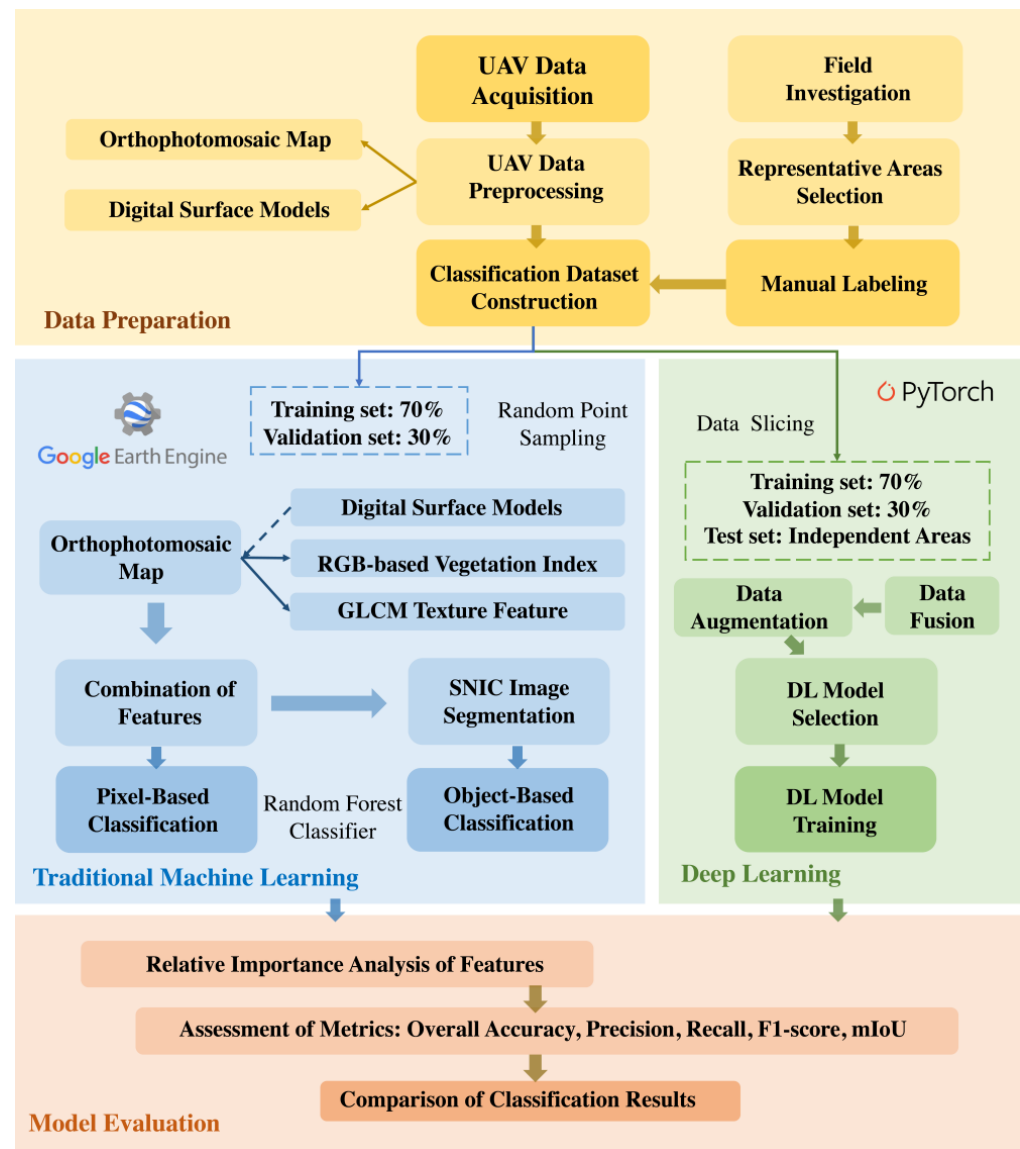 UAV Data
Acquisition
Field
Investigation
Orthophotomosaic Map
UAV Data
Preprocessing
Representative Areas
Selection
Digital Surface Models
Classification Dataset
Construction
Manual Labeling
Data Preparation
Training set: 70%
Validation set: 30%
Random Point
Sampling
Google Earth Engine
Digital Surface Models
Orthophotomosaic
Map
RGB-based Vegetation Index
GLCM Texture Feature
Combination of
Features
SNIC Image
Segmentation
Pixel-Based
Classification
Random Forest
Classifier
Object-Based
Classification
Traditional Machine Learning
PyTorch
Data Slicing
Training set: 70%
Validation set: 30%
Test set: Independent Areas
Data
Augmentation
Data
Fusion
DL Model
Selection
DL Model
Training
Deep Learning
Relative Importance Analysis of Features
Assessment of Metrics: Overall Accuracy, Precision, Recall, F1-score, mIoU
Comparison of Classification Results
Model Evaluation